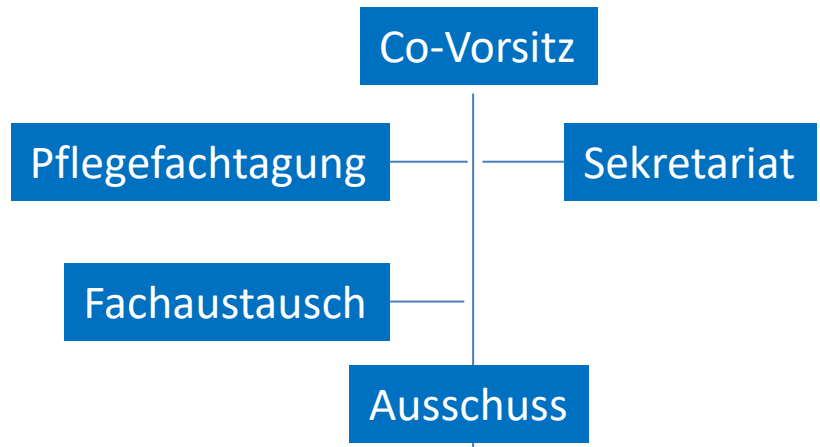 Co-Vorsitz
Pflegefachtagung
Sekretariat
Fachaustausch
Ausschuss